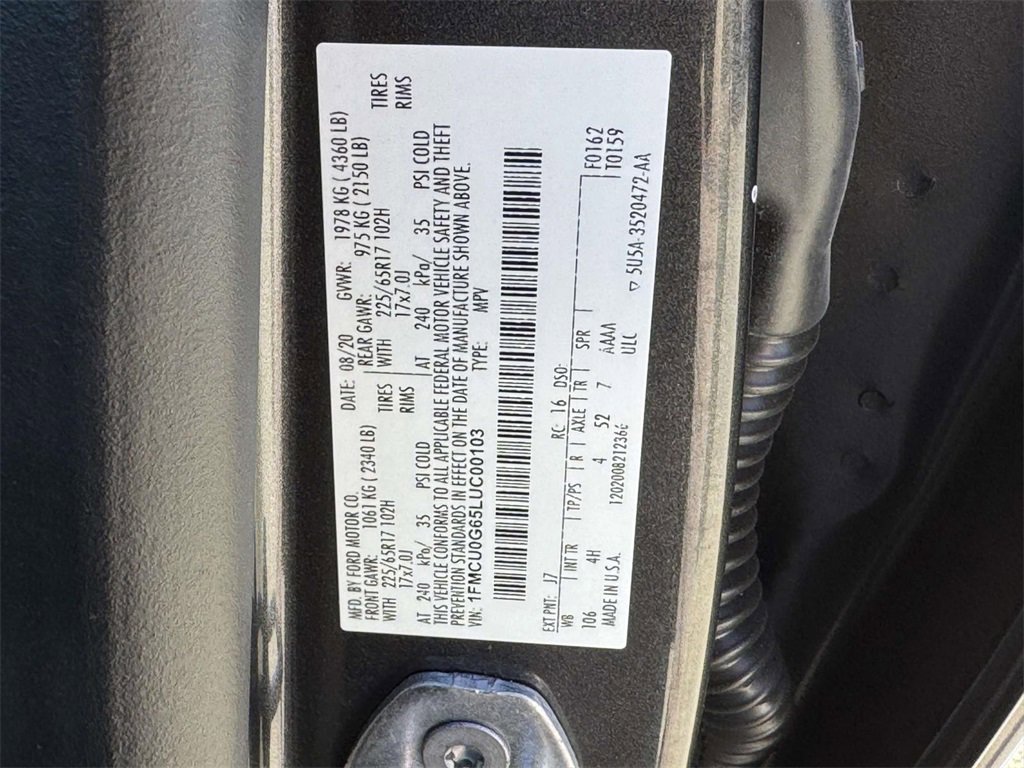 MFD. BY FORD MOTOR CO. DATE: 08/20 GVWR: 1978 KG ( 4360 LB)
FRONT GAWR: 1061 KG ( 2340 LB) REAR GAWR: 975 KG ( 2150 LB)
WITH 225/65R17 102H TIRES WITH 225/65R17 102H TIRES
17x7.0J RIMS 17x7.0J RIMS
AT 240 kPa/ 35 PSI COLD AT 240 kPa/ 35 PSI COLD
THIS VEHICLE CONFORMS TO ALL APPLICABLE FEDERAL MOTOR VEHICLE SAFETY AND THEFT
PREVENTION STANDARDS IN EFFECT ON THE DATE OF MANUFACTURE SHOWN ABOVE.
VIN: 1FMCU0G65LUC00103 TYPE: MPV
EXT PNT: J7 RC: 16 DSO: F0162
WB INT TR TP/PS R AXLE TR SPR T0159
106 4H 4 52 7 AAAA
MADE IN U.S.A. ULC
▽ 5U5A-3520472-AA